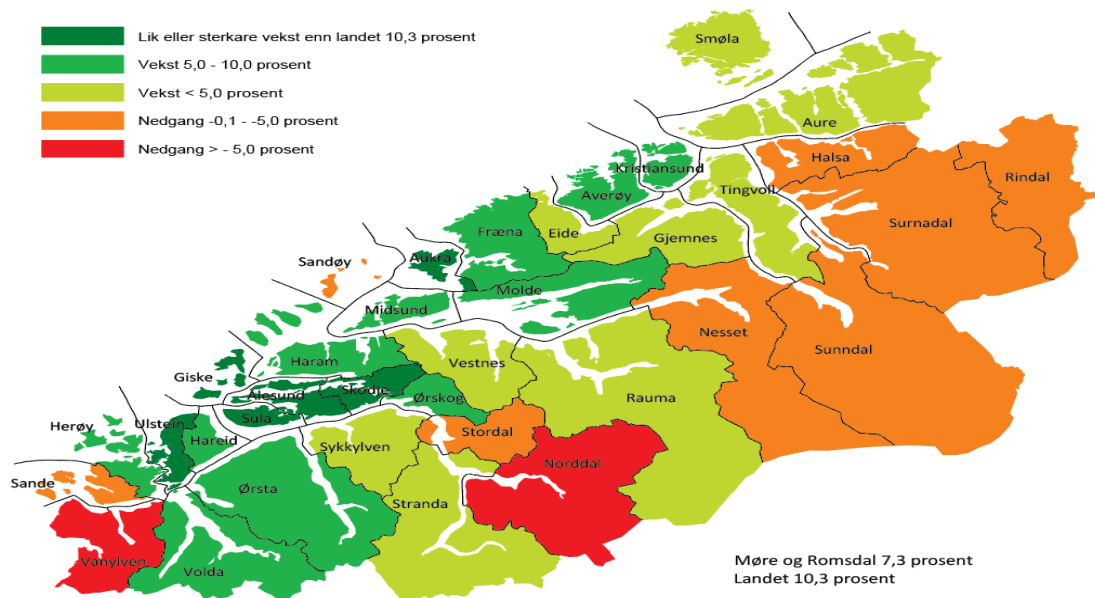 Lik eller sterkare vekst enn landet 10,3 prosent
Vekst 5,0 - 10,0 prosent
Vekst < 5,0 prosent
Nedgang -0,1 - -5,0 prosent
Nedgang > - 5,0 prosent
Smøla
Aure
Halsa
Rindal
Kristiansund
Tingvoll
Averøy
Surnadal
Fræna
Eide
Gjemnes
Aukra
Sandøy
Molde
Midsund
Nesset
Sunndal
Haram
Vestnes
Giske
Skodje
Ålesund
Ørskog
Rauma
Sula
Ulstein
Herøy
Hareid
Stordal
Sykkylven
Norddal
Sande
Ørsta
Stranda
Vanylven
Volda
Møre og Romsdal 7,3 prosent
Landet 10,3 prosent